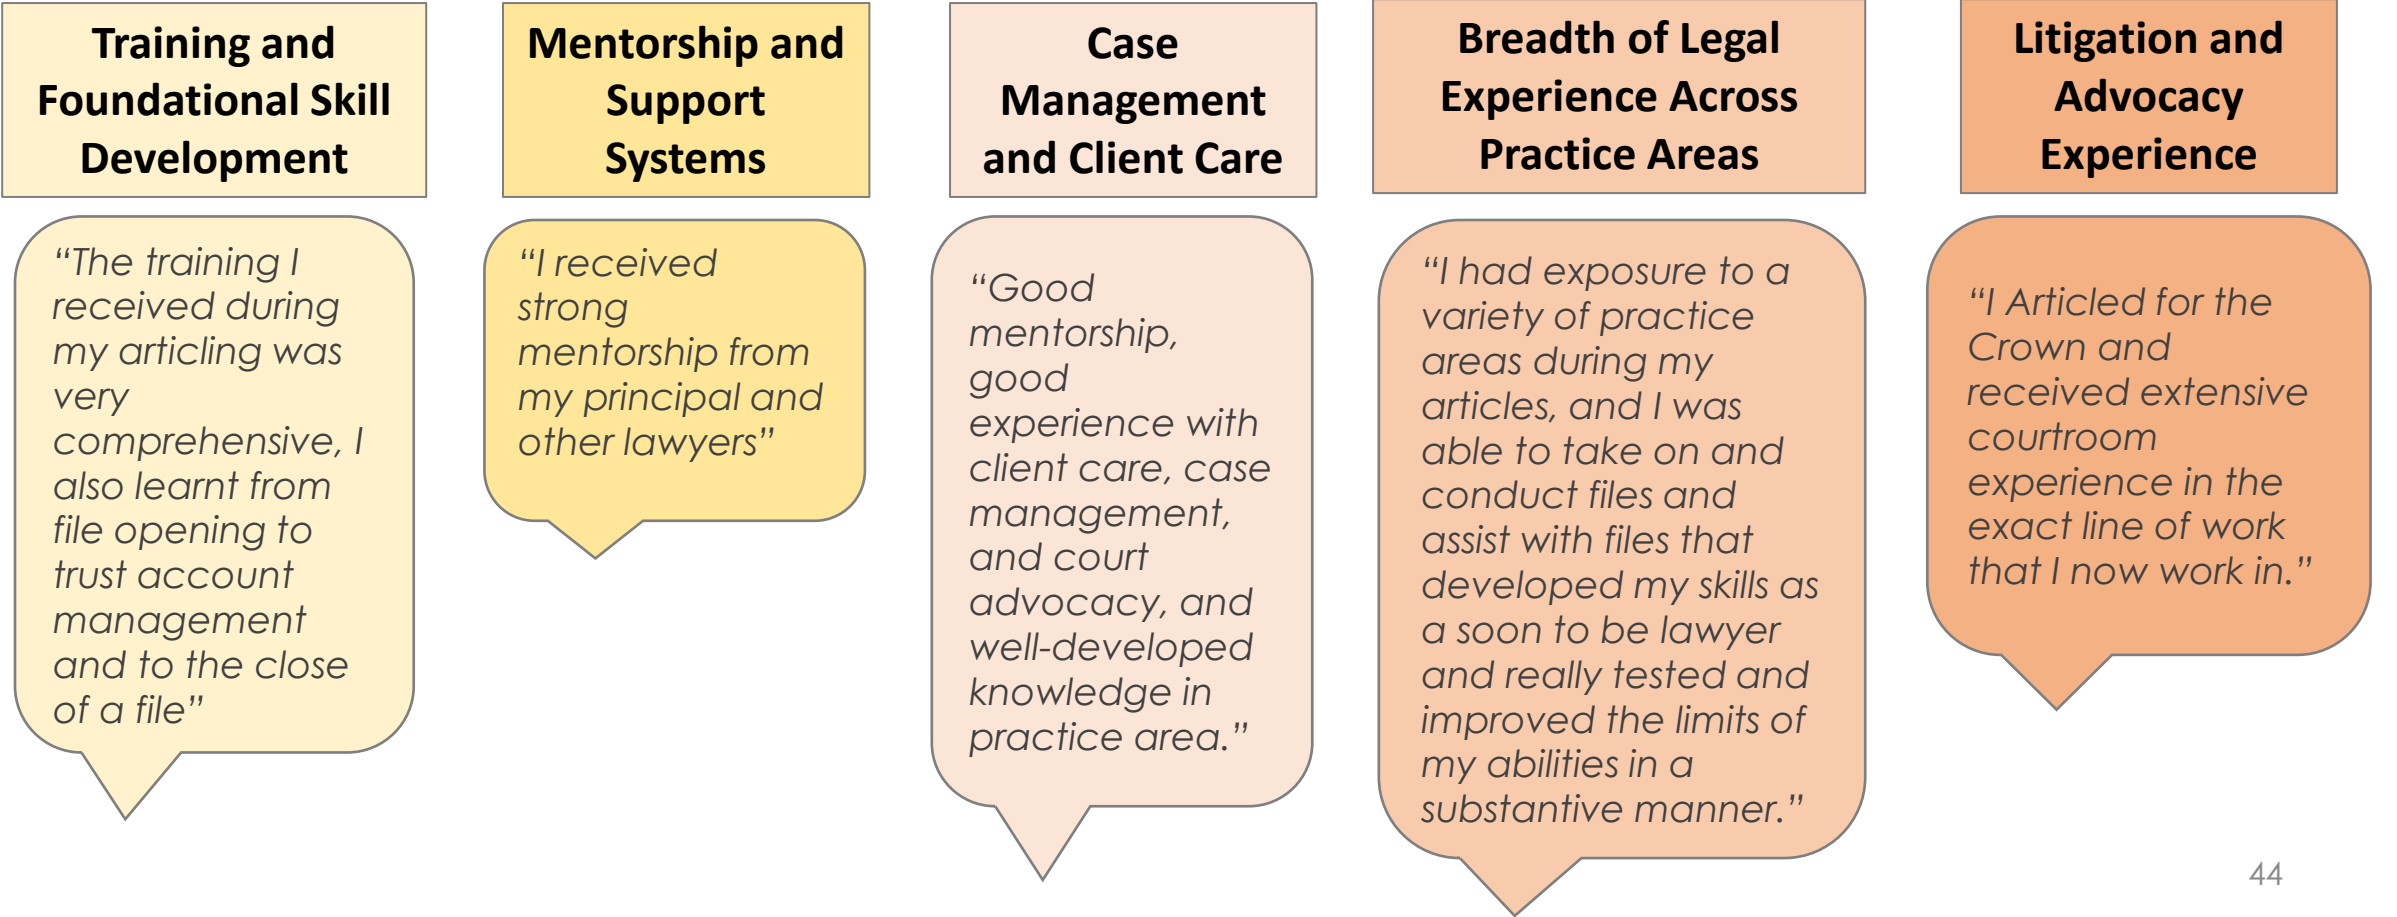 Training and
Foundational Skill
Development
“The training I
received during
my articling was
very
comprehensive, I
also learnt from
file opening to
trust account
management
and to the close
of a file”
Mentorship and
Support
Systems
“I received
strong
mentorship from
my principal and
other lawyers”
Case
Management
and Client Care
“Good
mentorship,
good
experience with
client care, case
management,
and court
advocacy, and
well-developed
knowledge in
practice area.”
Breadth of Legal
Experience Across
Practice Areas
“I had exposure to a
variety of practice
areas during my
articles, and I was
able to take on and
conduct files and
assist with files that
developed my skills as
a soon to be lawyer
and really tested and
improved the limits of
my abilities in a
substantive manner.”
Litigation and
Advocacy
Experience
“I Articled for the
Crown and
received extensive
courtroom
experience in the
exact line of work
that I now work in.”
44